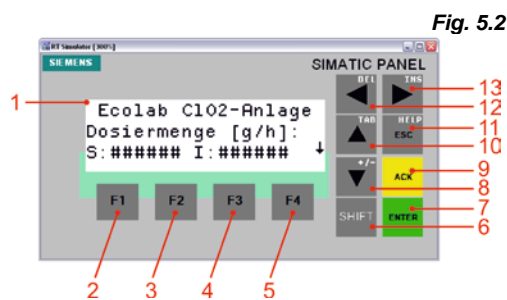 Fig. 5.2
RT Simulator [300%]
SIEMENS
SIMATIC PANEL
Ecolab ClO2-Anlage
Dosiermenge [g/h]:
S:###### I:###### ↓
F1 F2 F3 F4
DEL INS
TAB HELP
ESC
+/-
ACK
SHIFT ENTER
1
2 3 4 5
13
12
11
10
9
8
7
6